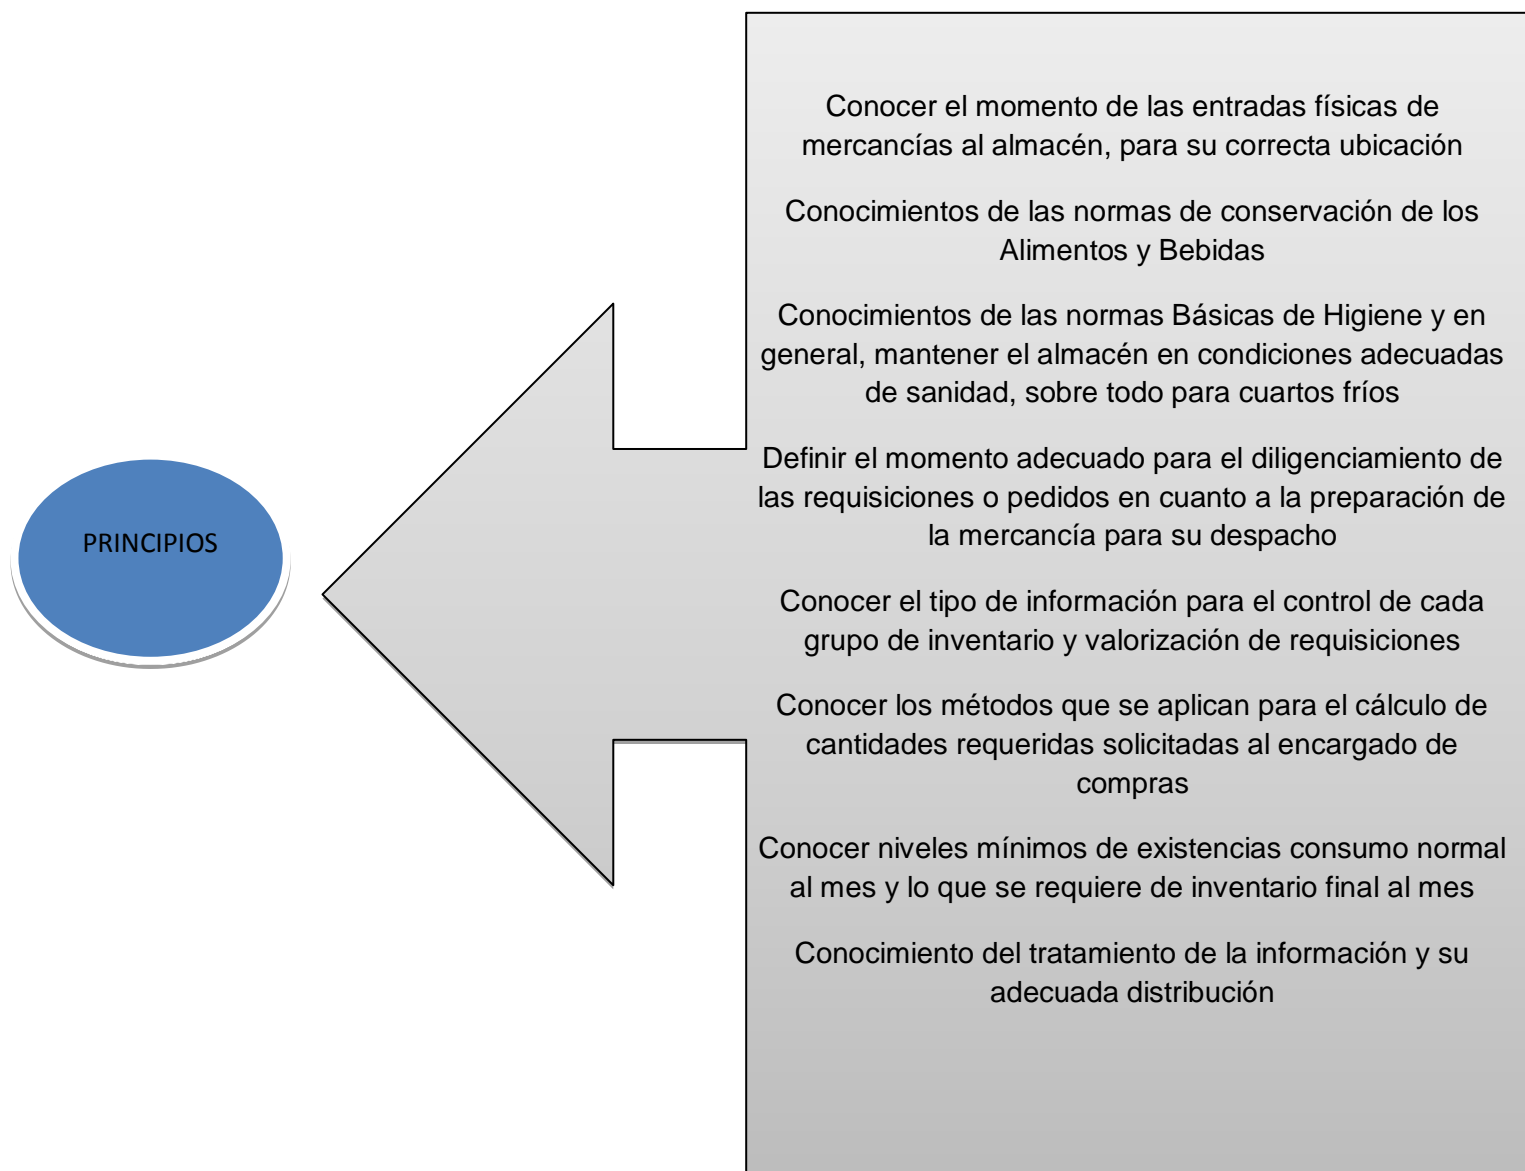 PRINCIPIOS
Conocer el momento de las entradas físicas de
mercancías al almacén, para su correcta ubicación
Conocimientos de las normas de conservación de los
Alimentos y Bebidas
Conocimientos de las normas Básicas de Higiene y en
general, mantener el almacén en condiciones adecuadas
de sanidad, sobre todo para cuartos fríos
Definir el momento adecuado para el diligenciamiento de
las requisiciones o pedidos en cuanto a la preparación de
la mercancía para su despacho
Conocer el tipo de información para el control de cada
grupo de inventario y valorización de requisiciones
Conocer los métodos que se aplican para el cálculo de
cantidades requeridas solicitadas al encargado de
compras
Conocer niveles mínimos de existencias consumo normal
al mes y lo que se requiere de inventario final al mes
Conocimiento del tratamiento de la información y su
adecuada distribución